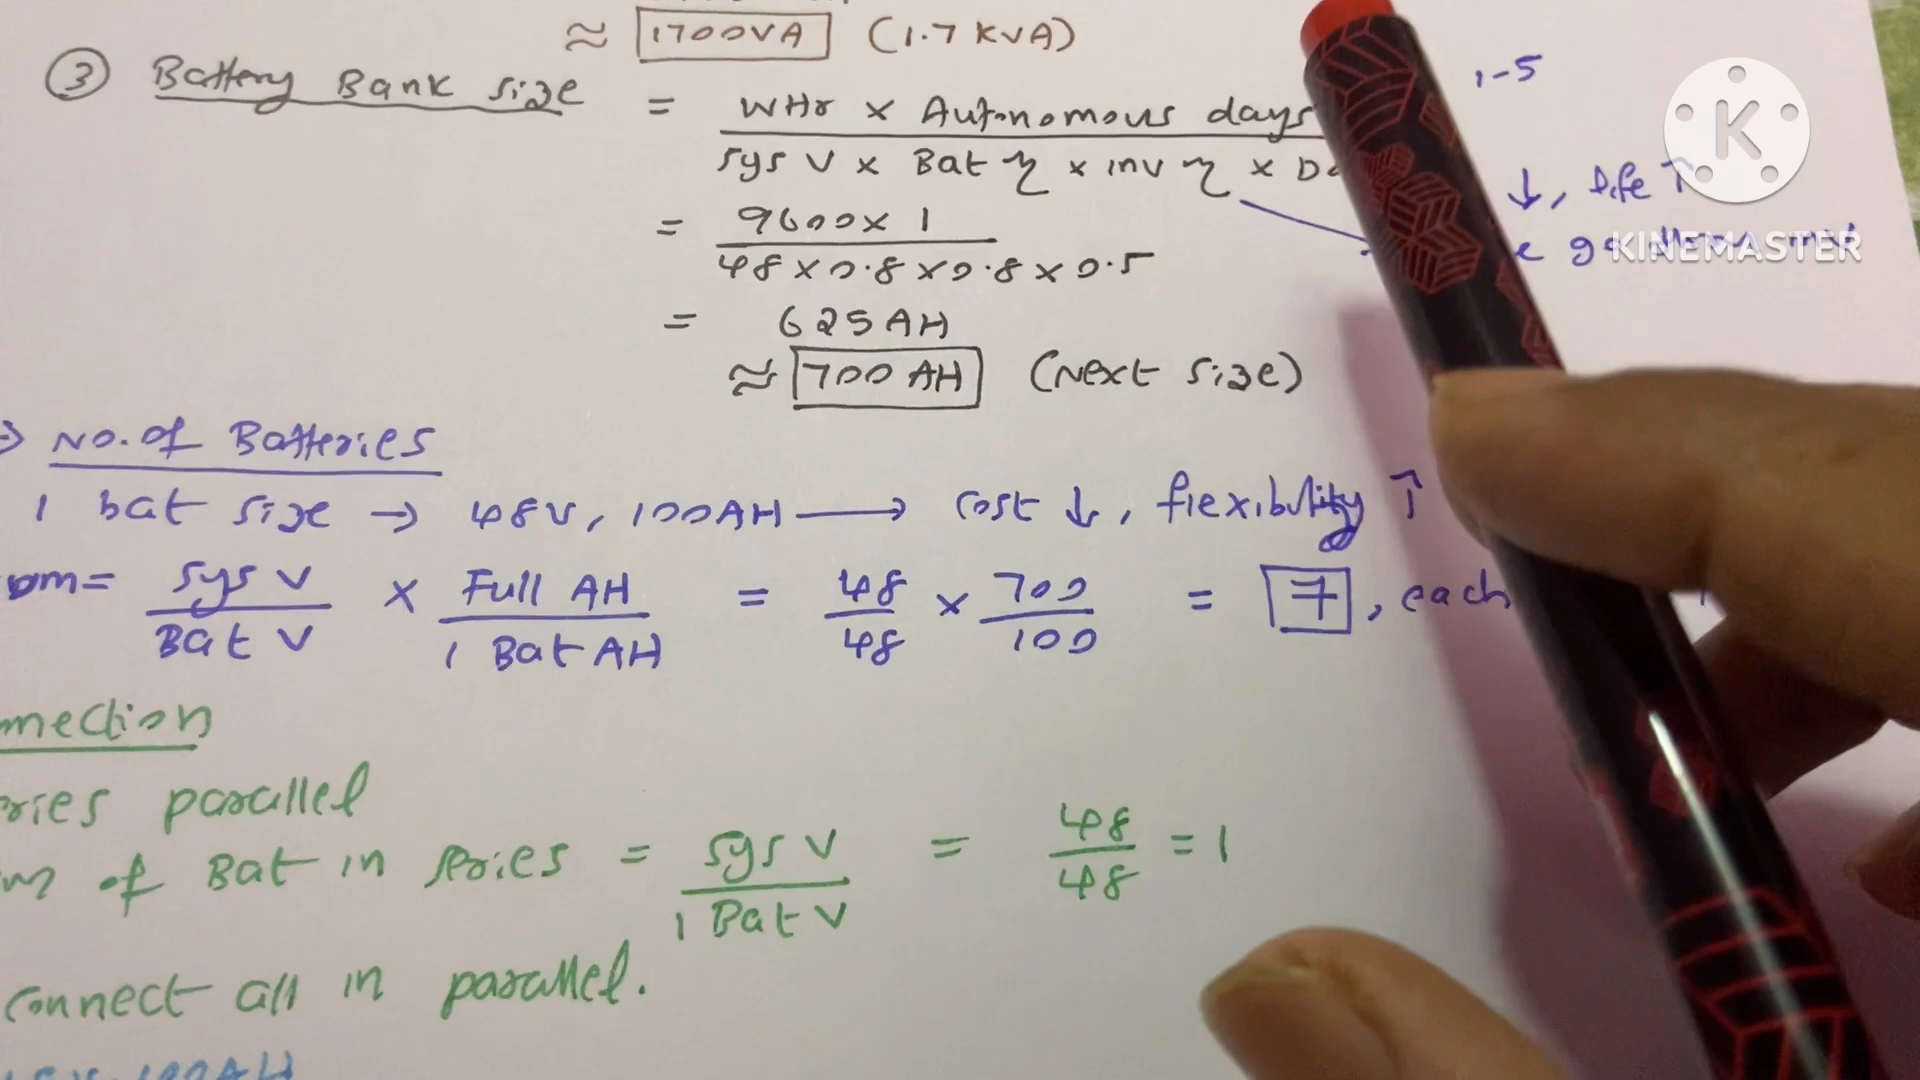 ≈ 1700VA (1.7 KVA)
③ Battery Bank size = WHr x Autonomous days
1-5
sys V x Bat η x inv η x D
↓, life ↑
= 9600 x 1
48 x 0.8 x 0.8 x 0.5
KINEMASTER
= 625 AH
≈ 700 AH (Next size)
⇒ No. of Batteries
1 bat size → 48V, 100AH → cost ↓, flexibility ↑
= sys V / Bat V x Full AH / 1 Bat AH = 48/48 x 700/100 = 7, each
parallel
of Bat in series = sys V / 1 Bat V = 48/48 = 1
connect all in parallel.